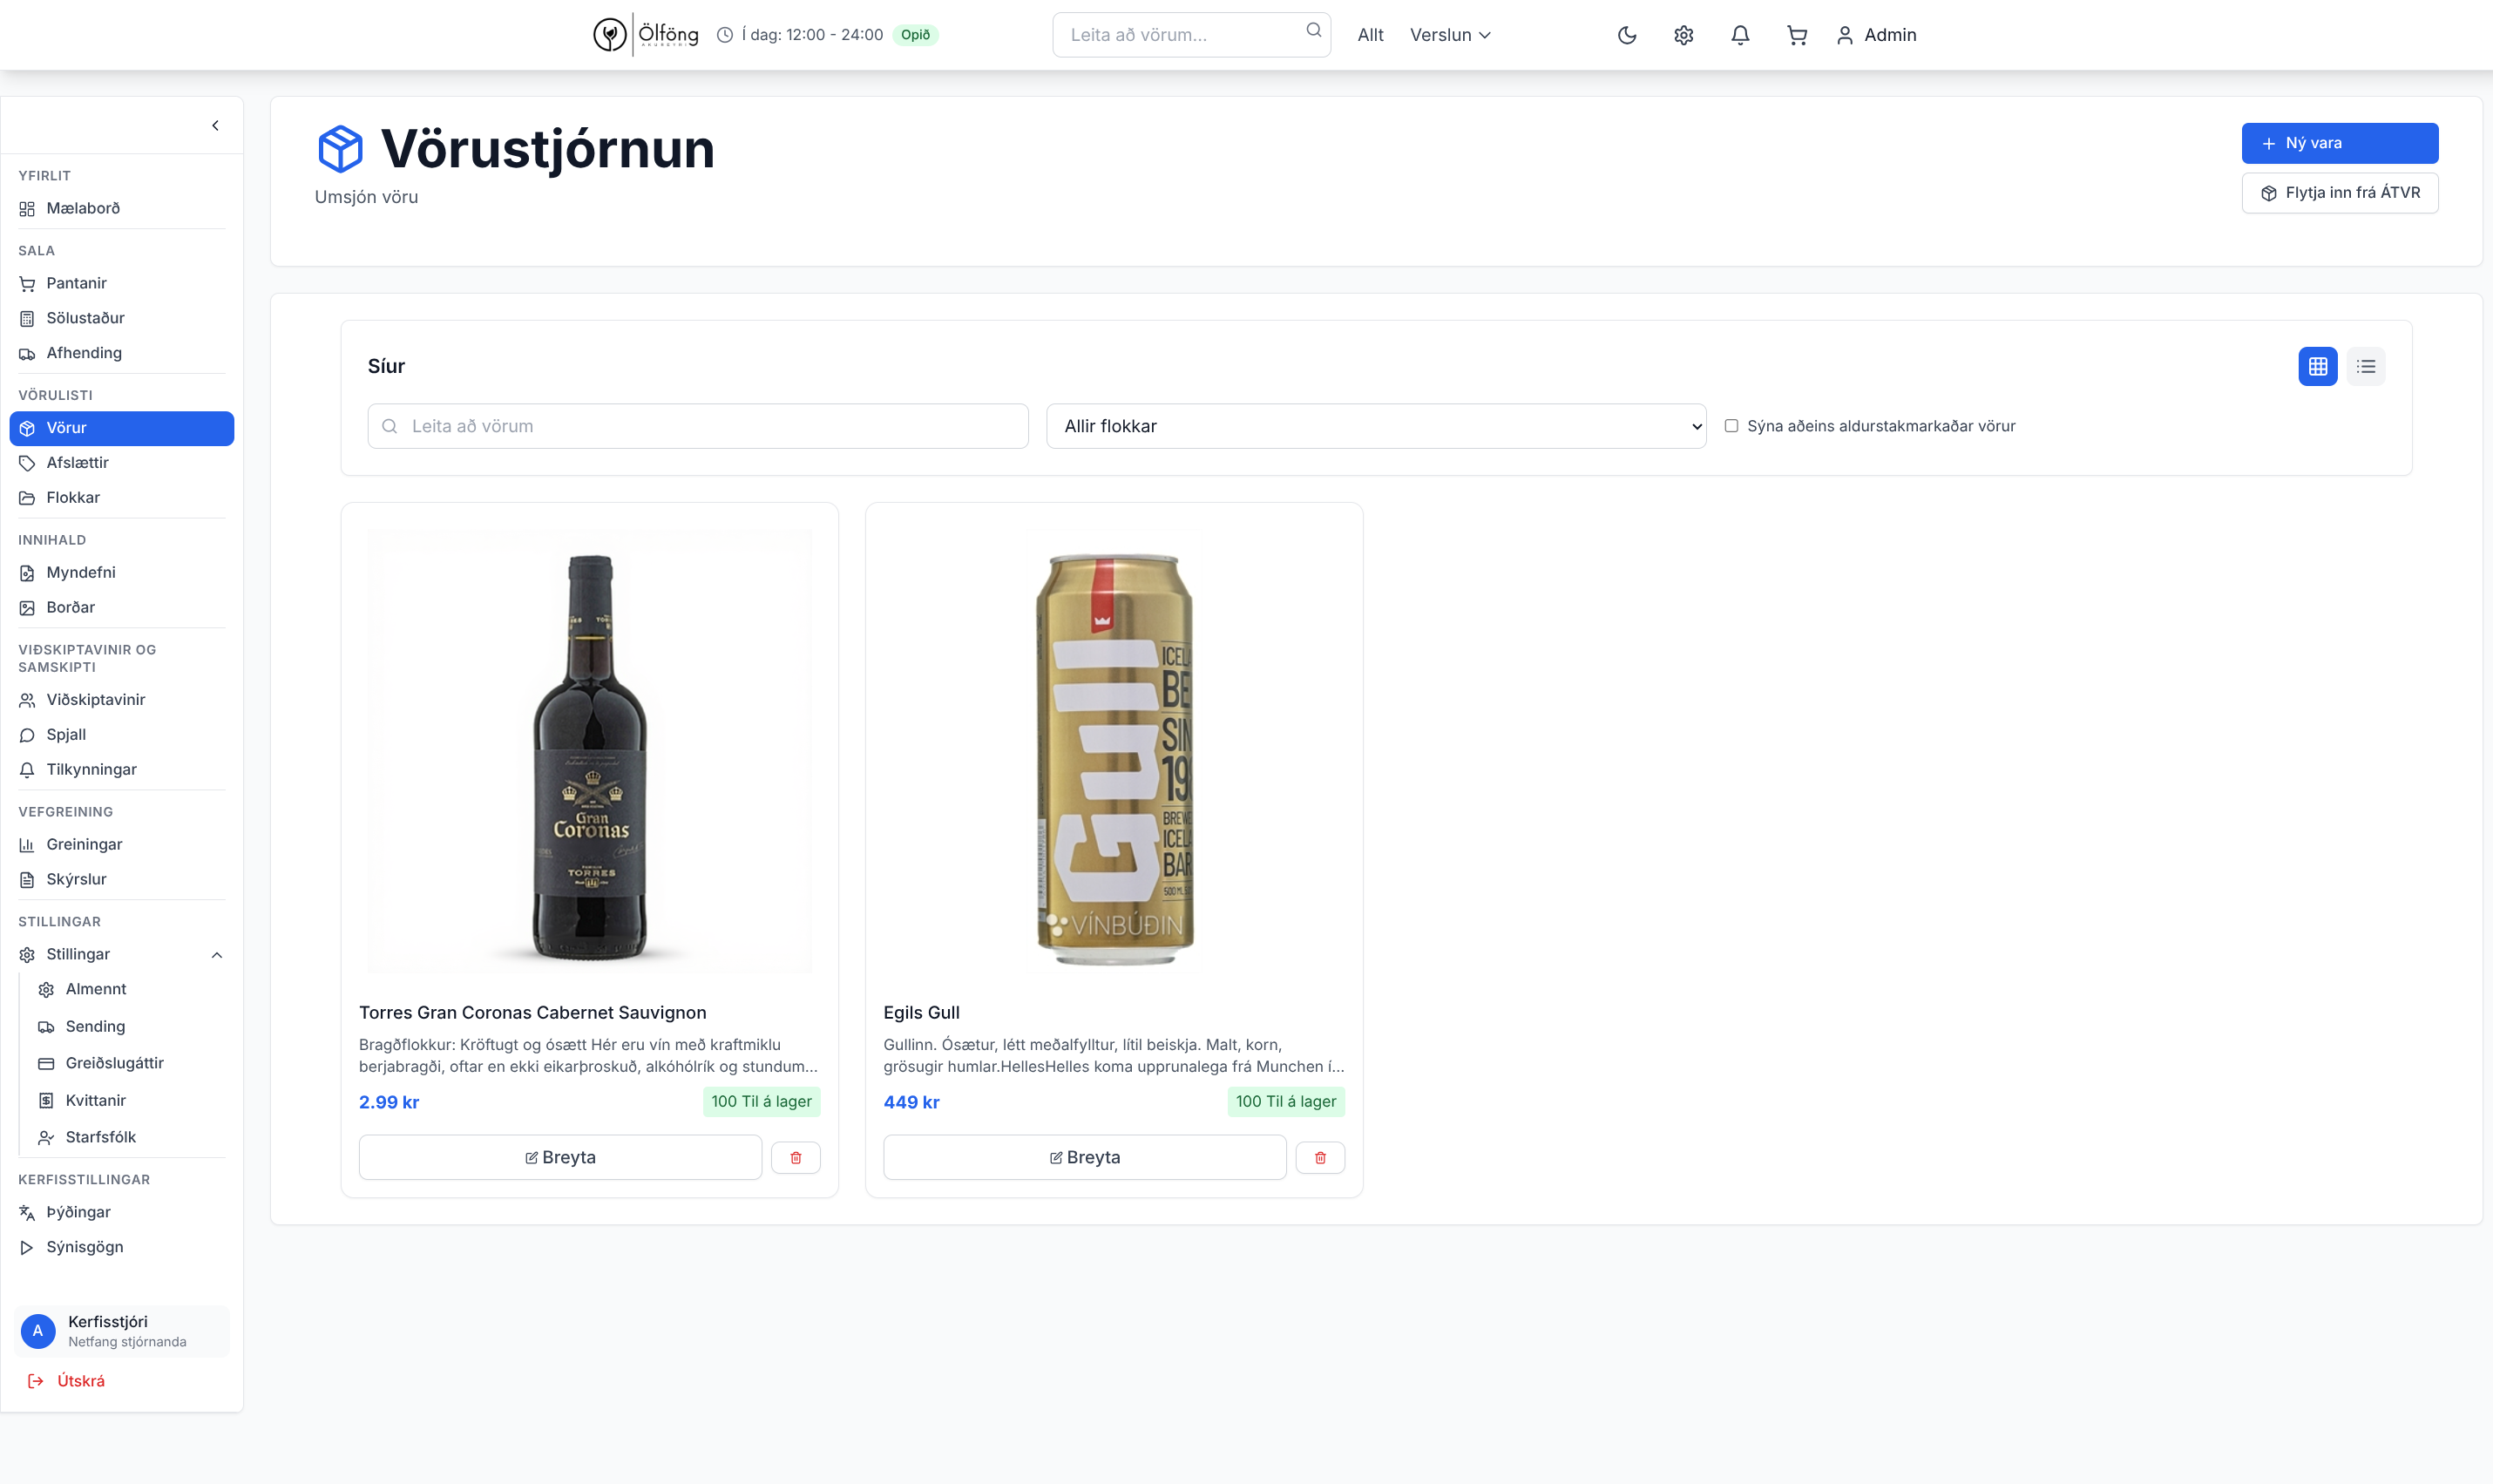 Ölföng
AKUREYRI
Í dag: 12:00 - 24:00
Opið
Leita að vörum...
Allt
Verslun
Admin
YFIRLIT
Mælaborð
SALA
Pantanir
Sölustaður
Afhending
VÖRULISTI
Vörur
Afslættir
Flokkar
INNIHALD
Myndefni
Borðar
VIÐSKIPTAVINIR OG
SAMSKIPTI
Viðskiptavinir
Spjall
Tilkynningar
VEFGREINING
Greiningar
Skýrslur
STILLINGAR
Stillingar
Almennt
Sending
Greiðslugáttir
Kvittanir
Starfsfólk
KERFISSTILLINGAR
Þýðingar
Sýnisgögn
A
Kerfisstjóri
Netfang stjórnanda
Útskrá
Vörustjórnun
Umsjón vöru
Ný vara
Flytja inn frá ÁTVR
Síur
Leita að vörum
Allir flokkar
Sýna aðeins aldurstakmarkaðar vörur
Gran
Coronas
TORRES
Torres Gran Coronas Cabernet Sauvignon
Bragðflokkur: Kröftugt og ósætt Hér eru vín með kraftmiklu
berjabragði, oftar en ekki eikarþroskuð, alkóhólrík og stundum...
2.99 kr
100 Til á lager
Breyta
Gull
ICELA
BE
SIN
198
BREWE
ICELA
BAR
500 ML
VÍNBÚÐIN
Egils Gull
Gullinn. Ósætur, létt meðalfylltur, lítil beiskja. Malt, korn,
grösugir humlar.HellesHelles koma upprunalega frá Munchen í...
449 kr
100 Til á lager
Breyta